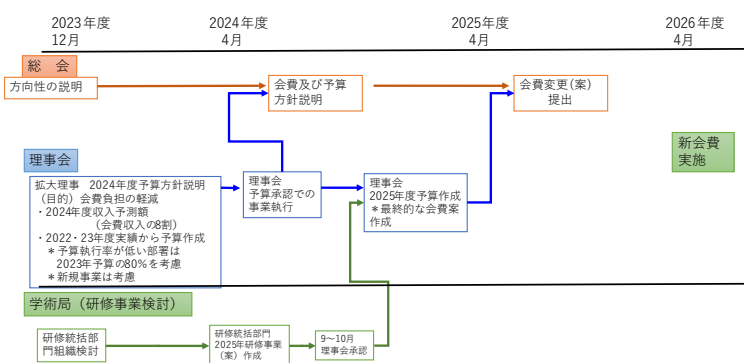 2023年度
12月
2024年度
4月
2025年度
4月
2026年度
4月
総　会
方向性の説明
会費及び予算
方針説明
会費変更(案)
提出
新会費
実施
理事会
拡大理事　2024年度予算方針説明
（目的）会費負担の軽減
・2024年度収入予測額
（会費収入の8割）
・2022・23年度実績から予算作成
＊予算執行率が低い部署は
2023年予算の80%を考慮
＊新規事業は考慮
理事会
予算承認での
事業執行
理事会
2025年度予算作成
＊最終的な会費案
作成
学術局（研修事業検討）
研修統括部
門組織検討
研修統括部門
2025年研修事業
（案）作成
9～10月
理事会承認